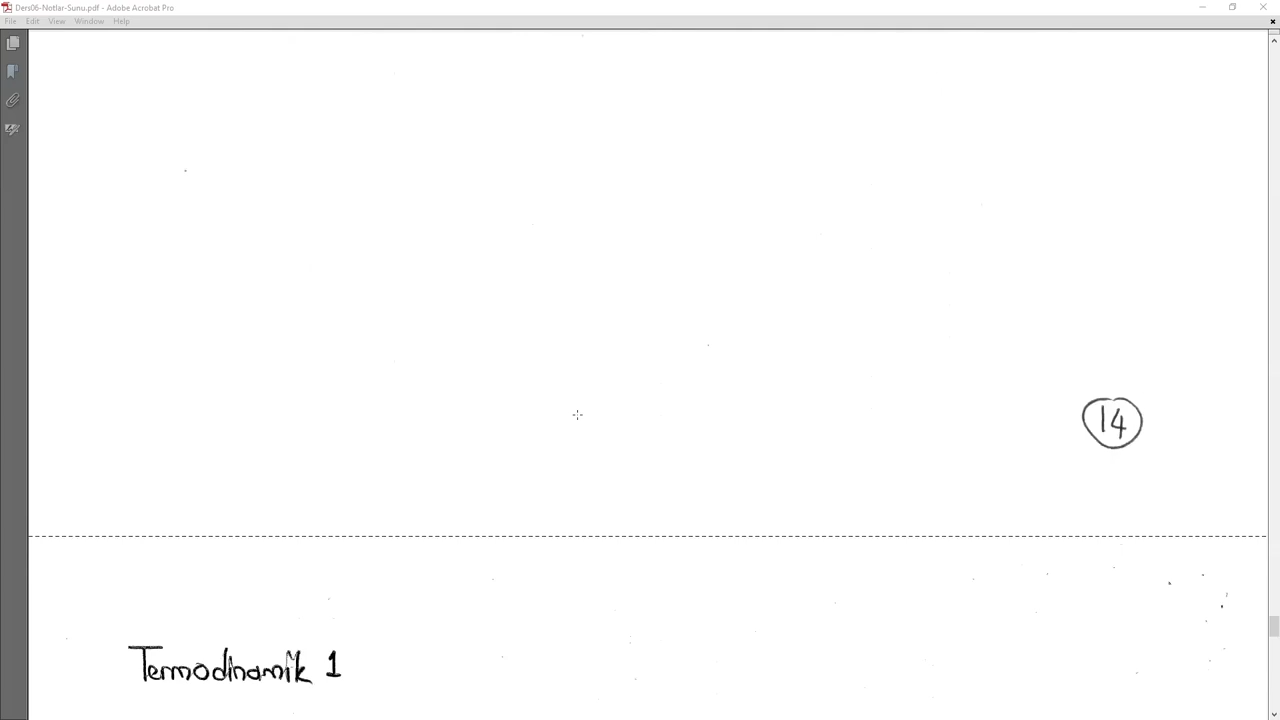 Ders06-Notlar-Sunu.pdf - Adobe Acrobat Pro
File Edit View Window Help
14
Termodinamik 1